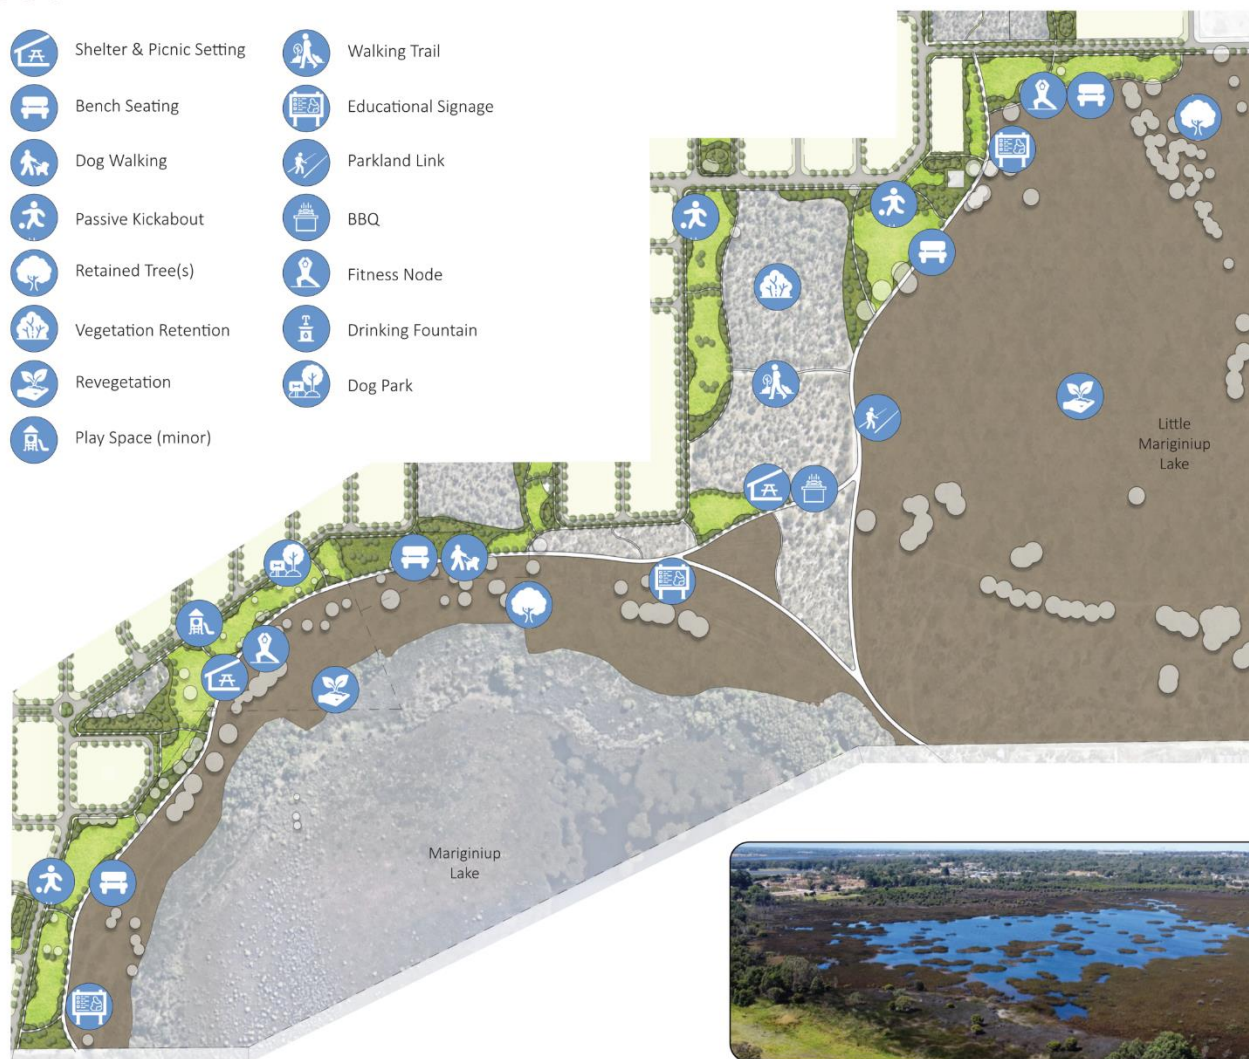 Shelter & Picnic Setting
Bench Seating
Dog Walking
Passive Kickabout
Retained Tree(s)
Vegetation Retention
Revegetation
Play Space (minor)
Walking Trail
Educational Signage
Parkland Link
BBQ
Fitness Node
Drinking Fountain
Dog Park
Little
Mariginiup
Lake
Mariginiup
Lake